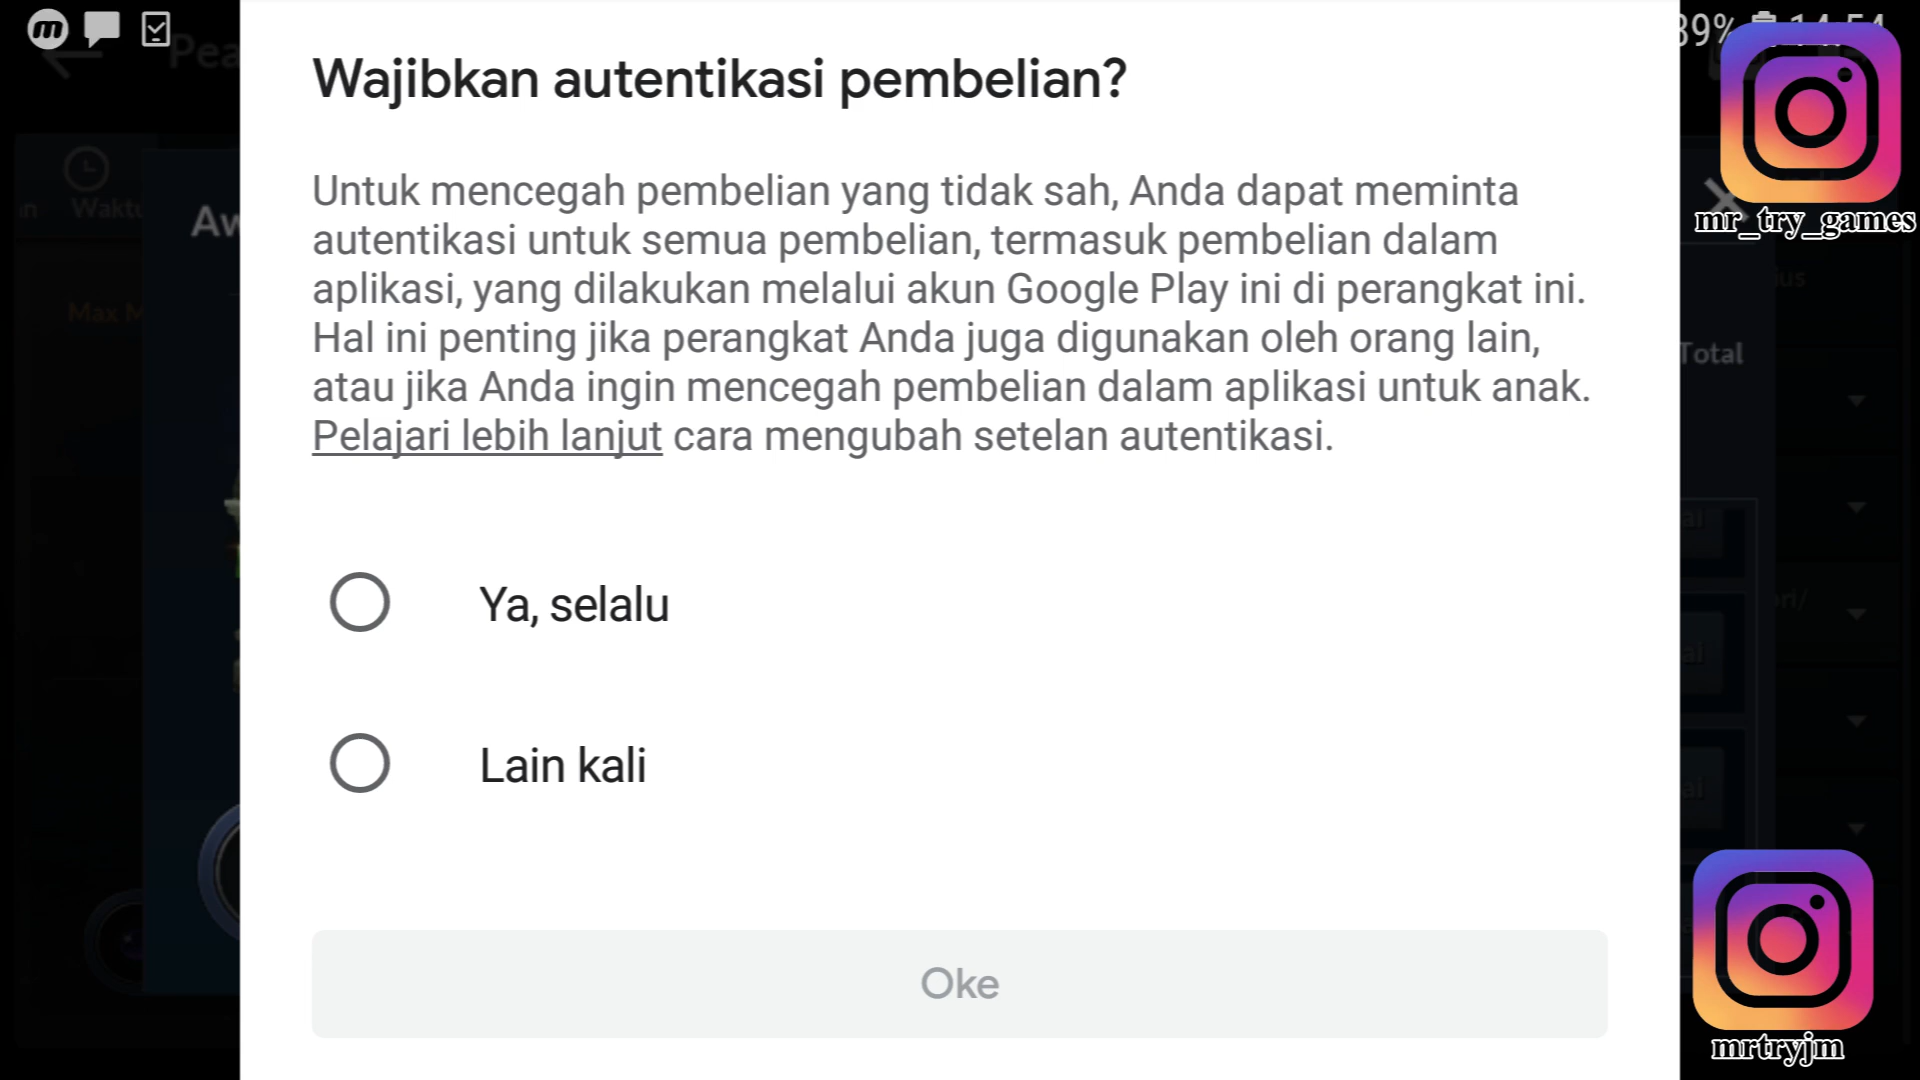 89% 14:54
Wajibkan autentikasi pembelian?
Untuk mencegah pembelian yang tidak sah, Anda dapat meminta
autentikasi untuk semua pembelian, termasuk pembelian dalam
aplikasi, yang dilakukan melalui akun Google Play ini di perangkat ini.
Hal ini penting jika perangkat Anda juga digunakan oleh orang lain,
atau jika Anda ingin mencegah pembelian dalam aplikasi untuk anak.
Pelajari lebih lanjut cara mengubah setelan autentikasi.
mr_try_games
Total
Ya, selalu
Lain kali
Oke
mrtryjm